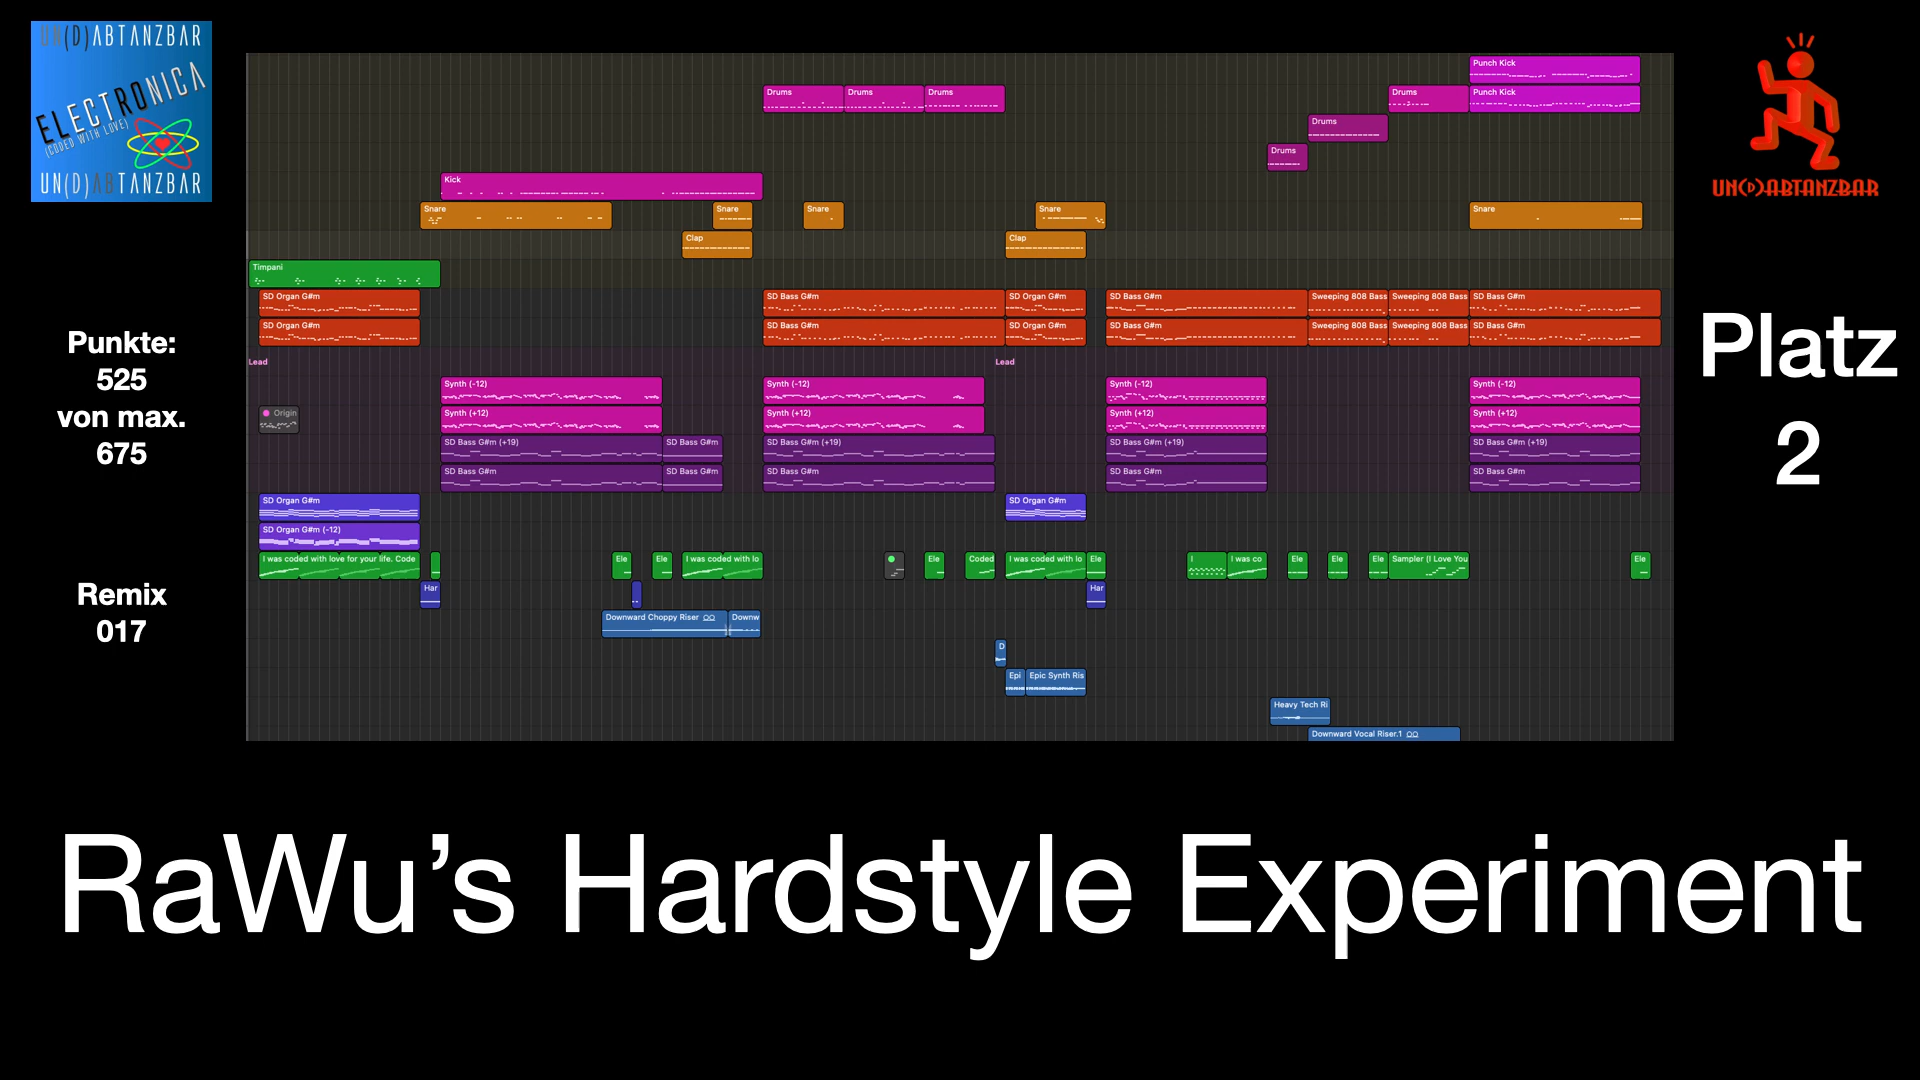 UN(D)ABTANZBAR
ELECTRONICA
(CODED WITH LOVE)
UN(D)ABTANZBAR
UN(D)ABTANZBAR
Punkte:
525
von max.
675
Remix
017
Platz
2
Punch Kick
Drums Drums Drums Drums Punch Kick
Drums
Drums
Kick
Snare Snare Snare Snare Snare
Clap Clap
Timpani
SD Organ G#m SD Bass G#m SD Organ G#m SD Bass G#m Sweeping 808 Bass Sweeping 808 Bass SD Bass G#m
SD Organ G#m SD Bass G#m SD Organ G#m SD Bass G#m Sweeping 808 Bass Sweeping 808 Bass SD Bass G#m
Lead Lead
Synth (-12) Synth (-12) Synth (-12) Synth (-12)
Origin Synth (+12) Synth (+12) Synth (+12) Synth (+12)
SD Bass G#m (+19) SD Bass G#m SD Bass G#m (+19) SD Bass G#m (+19) SD Bass G#m (+19)
SD Bass G#m SD Bass G#m SD Bass G#m SD Bass G#m SD Bass G#m
SD Organ G#m SD Organ G#m
SD Organ G#m (-12)
I was coded with love for your life. Code Ele Ele I was coded with lo Ele Coded I was coded with lo Ele I I was co Ele Ele Ele Sampler (I Love You Ele
Har Har
Downward Choppy Riser Downw
D
Epi Epic Synth Ris
Heavy Tech Ri
Downward Vocal Riser.1
RaWu’s Hardstyle Experiment